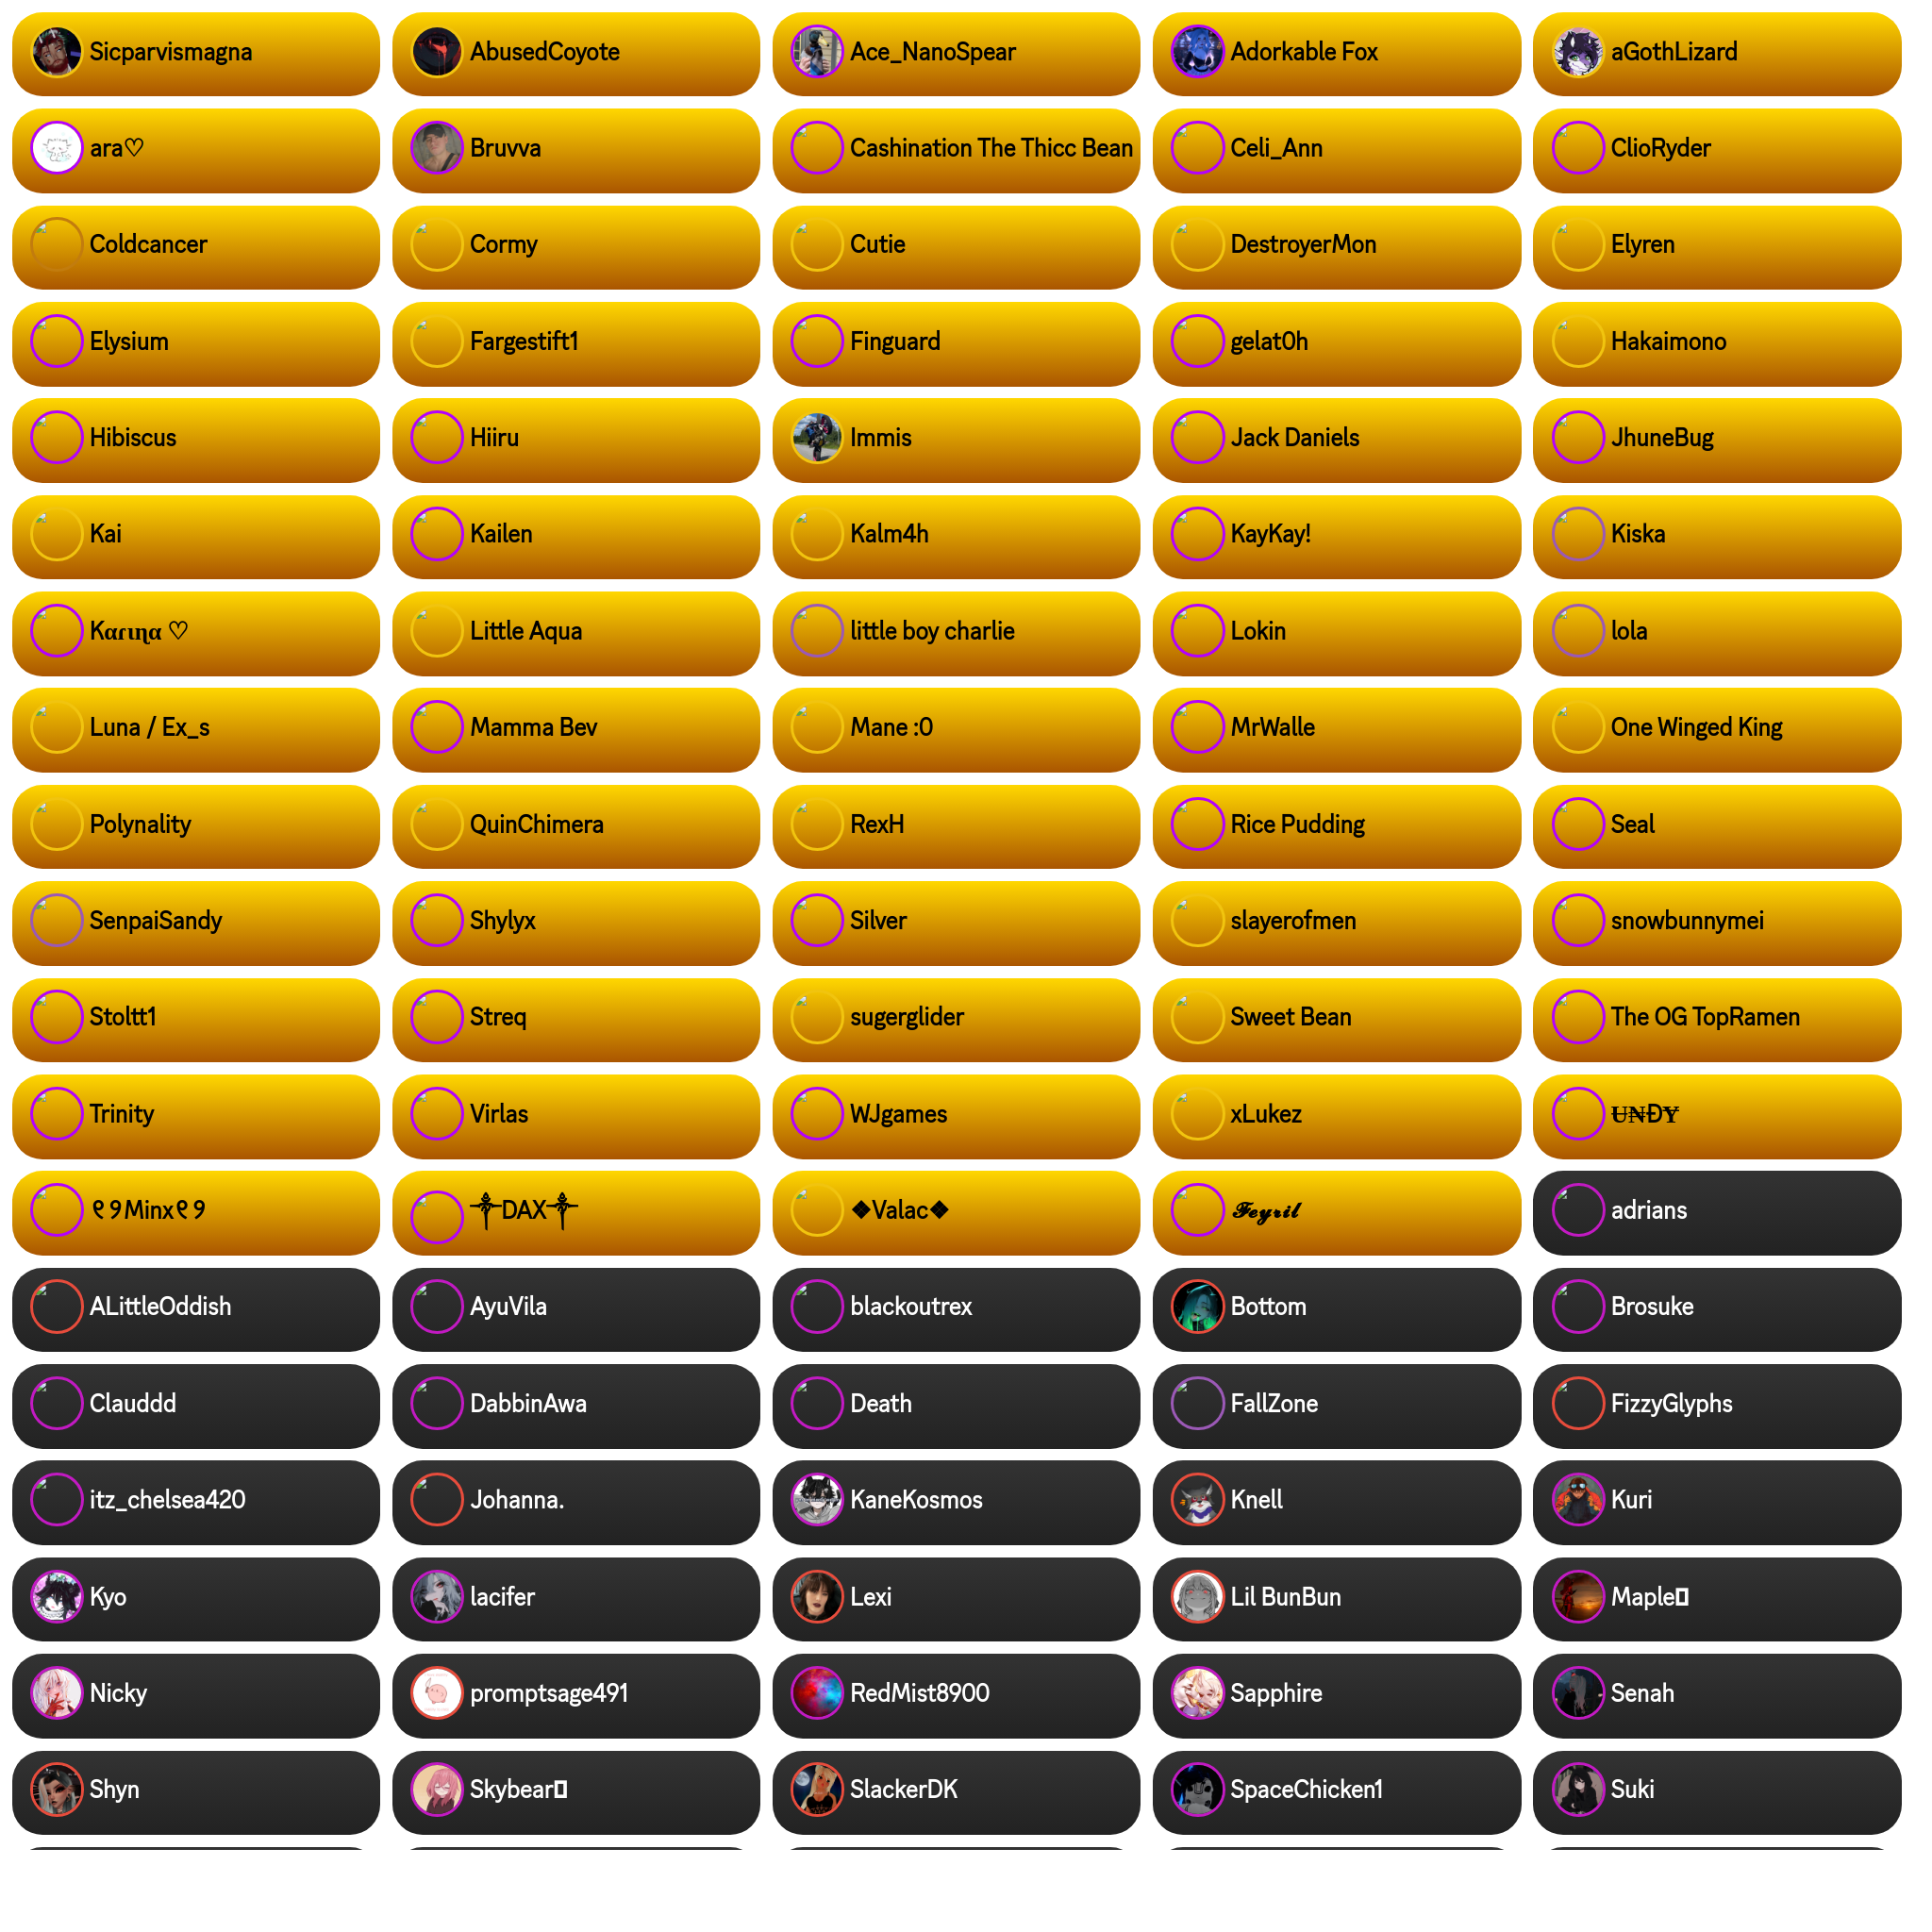 Sicparvismagna
AbusedCoyote
Ace_NanoSpear
Adorkable Fox
aGothLizard
ara♡
Bruvva
Cashination The Thicc Bean
Celi_Ann
ClioRyder
Coldcancer
Cormy
Cutie
DestroyerMon
Elyren
Elysium
Fargestift1
Finguard
gelat0h
Hakaimono
Hibiscus
Hiiru
Immis
Jack Daniels
JhuneBug
Kai
Kailen
Kalm4h
KayKay!
Kiska
Kαɾιɳα ♡
Little Aqua
little boy charlie
Lokin
lola
Luna / Ex_s
Mamma Bev
Mane :0
MrWalle
One Winged King
Polynality
QuinChimera
RexH
Rice Pudding
Seal
SenpaiSandy
Shylyx
Silver
slayerofmen
snowbunnymei
Stoltt1
Streq
sugerglider
Sweet Bean
The OG TopRamen
Trinity
Virlas
WJgames
xLukez
U̶₦ĐɎ
୧୨Minx୧୨
༒DAX༒
❖Valac❖
𝓕𝓮𝔂𝓻𝓲𝓵
adrians
ALittleOddish
AyuVila
blackoutrex
Bottom
Brosuke
Clauddd
DabbinAwa
Death
FallZone
FizzyGlyphs
itz_chelsea420
Johanna.
KaneKosmos
Knell
Kuri
Kyo
lacifer
Lexi
Lil BunBun
Maple
Nicky
promptsage491
RedMist8900
Sapphire
Senah
Shyn
Skybear
SlackerDK
SpaceChicken1
Suki